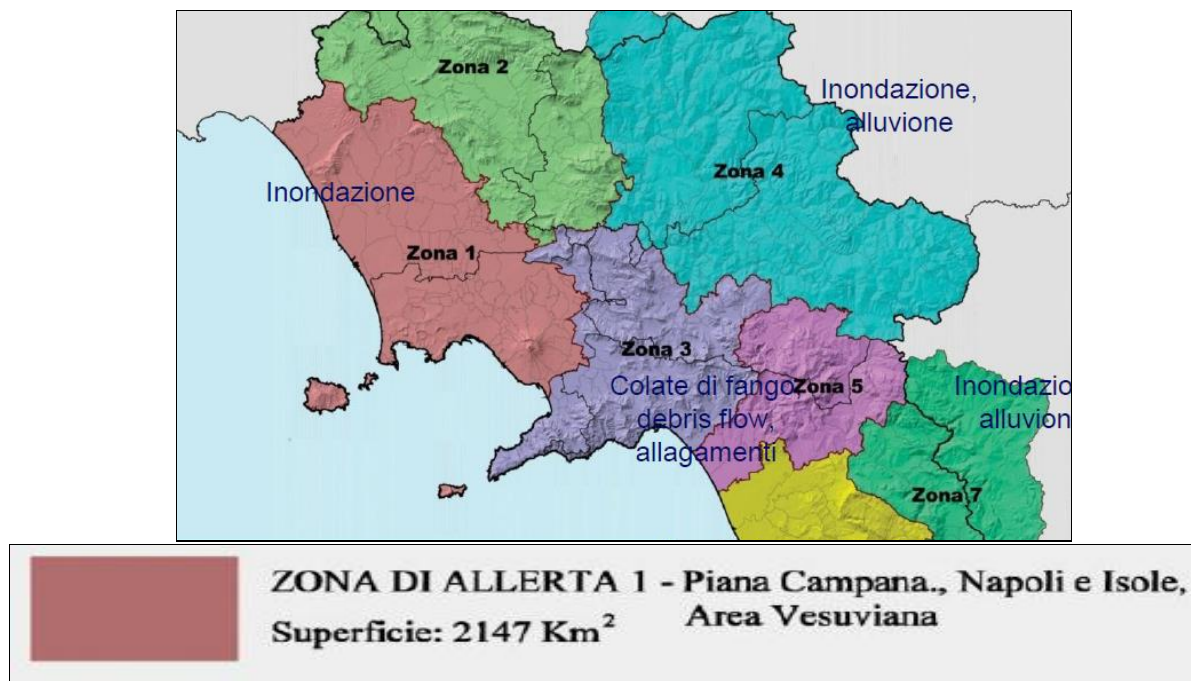 Zona 2
Inondazione,
alluvione
Zona 4
Inondazione
Zona 1
Zona 3
Colate di fango
debris flow,
allagamenti
Zona 5
Inondazio
alluvion
Zona 7
ZONA DI ALLERTA 1 - Piana Campana., Napoli e Isole,
Area Vesuviana
Superficie: 2147 Km²